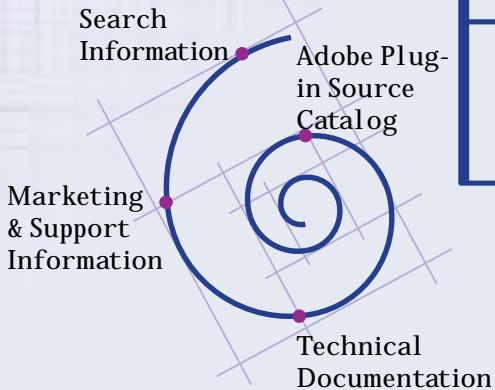 Search
Information
Adobe Plug-
in Source
Catalog
Marketing
& Support
Information
Technical
Documentation